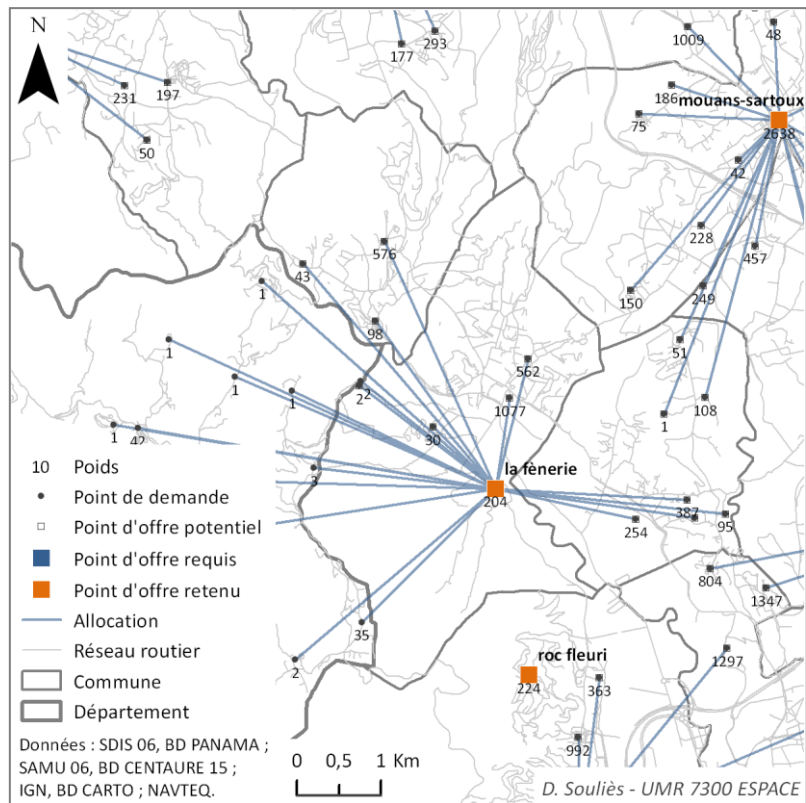 N
177
293
1009
48
231
197
186
mouans-sartoux
75
2638
50
42
228
457
576
43
1
150
249
98
1
51
562
1
1
2
2
1077
1
108
1
42
30
10 Poids
Point de demande
Point d'offre potentiel
Point d'offre requis
Point d'offre retenu
Allocation
Réseau routier
Commune
Département
3
la fènerie
204
387
254
95
804
1347
35
2
roc fleuri
224
363
1297
992
Données : SDIS 06, BD PANAMA ;
SAMU 06, BD CENTAURE 15 ;
IGN, BD CARTO ; NAVTEQ.
0 0,5 1 Km
D. Souliès - UMR 7300 ESPACE